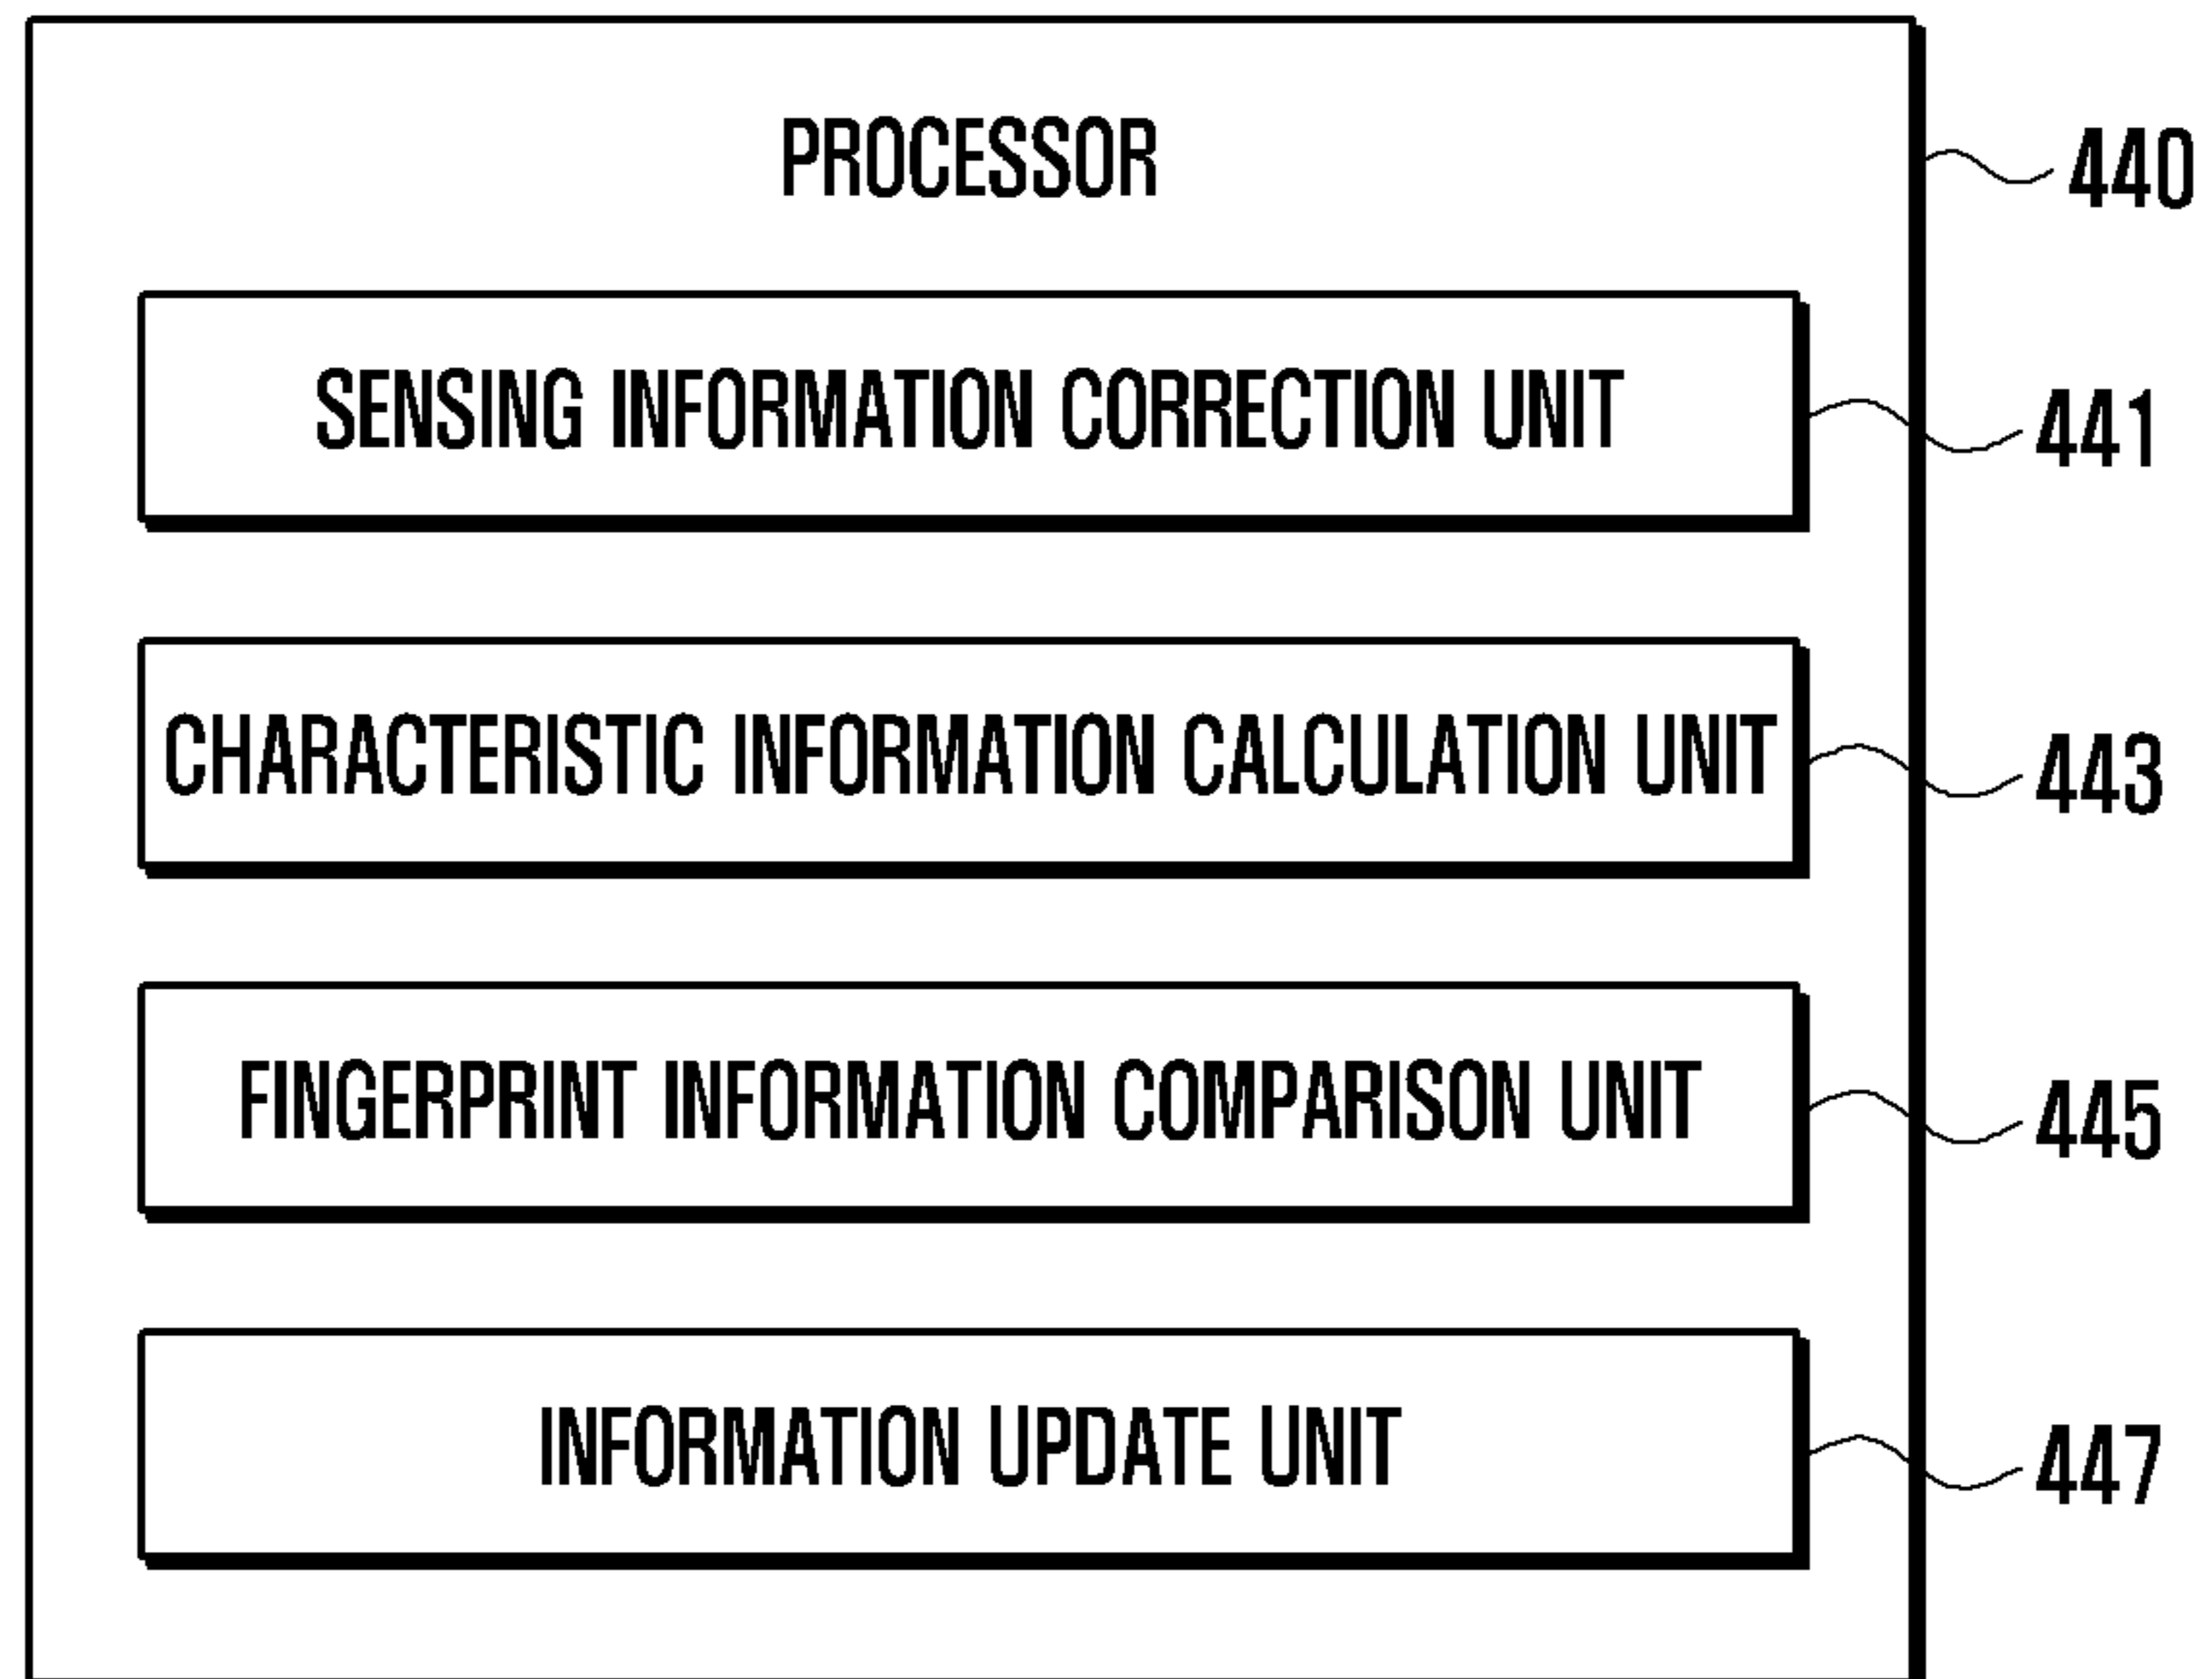 PROCESSOR
440
SENSING INFORMATION CORRECTION UNIT
441
CHARACTERISTIC INFORMATION CALCULATION UNIT
443
FINGERPRINT INFORMATION COMPARISON UNIT
445
INFORMATION UPDATE UNIT
447